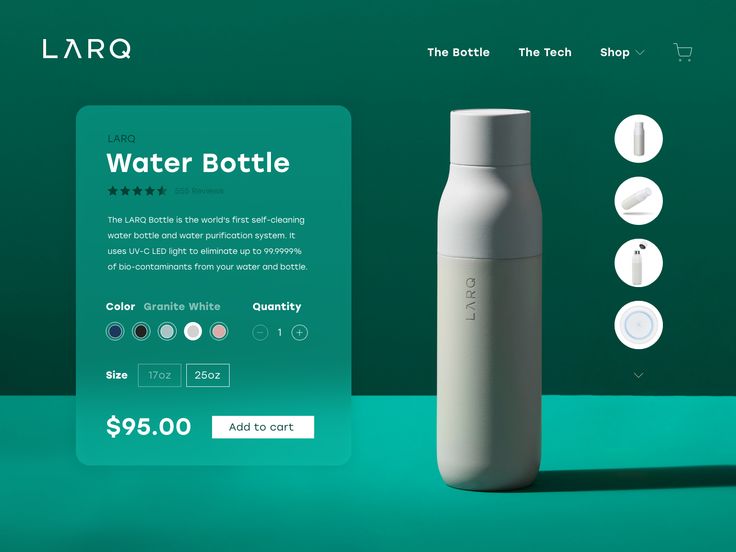 LARQ
The Bottle The Tech Shop
LARQ
Water Bottle
555 Reviews
The LARQ Bottle is the world's first self-cleaning
water bottle and water purification system. It
uses UV-C LED light to eliminate up to 99.9999%
of bio-contaminants from your water and bottle.
Color Granite White Quantity
1
Size 17oz 25oz
$95.00 Add to cart
LARQ